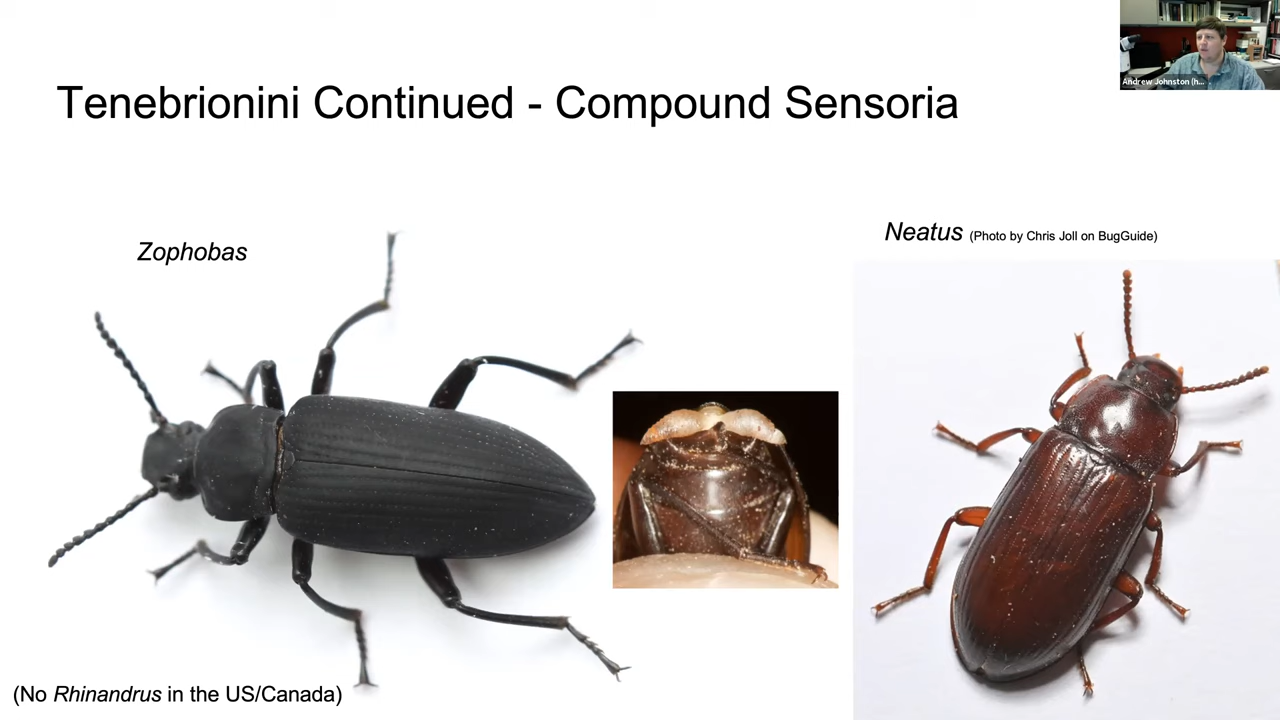 Andrew Johnston (h...
Tenebrionini Continued - Compound Sensoria
Zophobas
Neatus (Photo by Chris Joll on BugGuide)
(No Rhinandrus in the US/Canada)